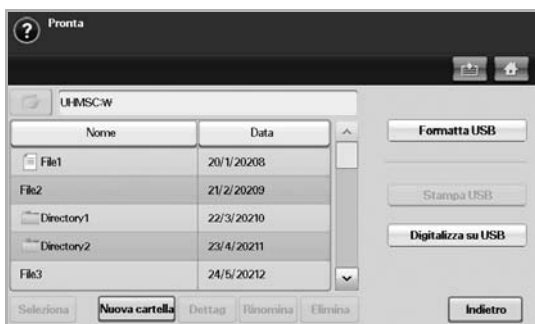 Pronta
UHMSC:W
Nome Data
File1 20/1/20208
File2 21/2/20209
Directory1 22/3/20210
Directory2 23/4/20211
File3 24/5/20212
Formatta USB
Stampa USB
Digitalizza su USB
Seleziona Nuova cartella Dettag Rinomina Elimina Indietro